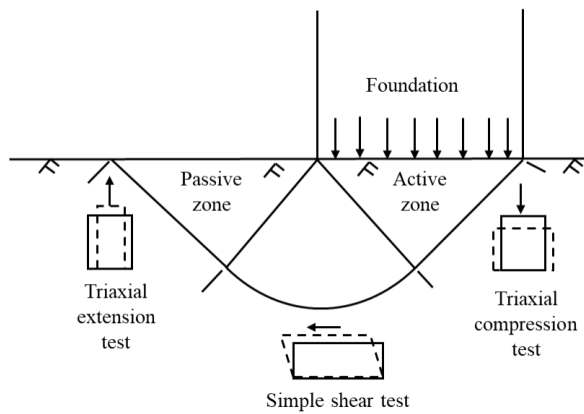 Foundation
Passive
zone
Active
zone
Triaxial
extension
test
Triaxial
compression
test
Simple shear test